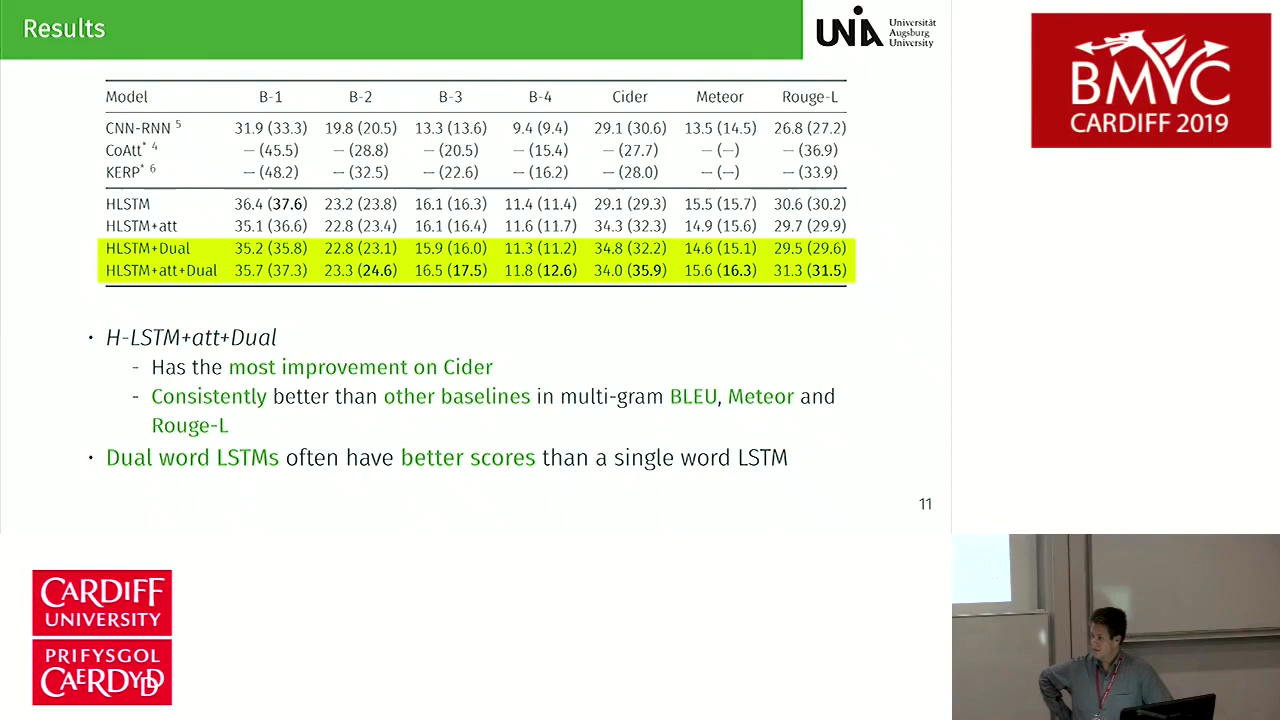 Results
UNIA Universität
Augsburg
University
BMVC
CARDIFF 2019
Model B-1 B-2 B-3 B-4 Cider Meteor Rouge-L
CNN-RNN 5 31.9 (33.3) 19.8 (20.5) 13.3 (13.6) 9.4 (9.4) 29.1 (30.6) 13.5 (14.5) 26.8 (27.2)
CoAtt* 4 — (45.5) — (28.8) — (20.5) — (15.4) — (27.7) — (—) — (36.9)
KERP* 6 — (48.2) — (32.5) — (22.6) — (16.2) — (28.0) — (—) — (33.9)
HLSTM 36.4 (37.6) 23.2 (23.8) 16.1 (16.3) 11.4 (11.4) 29.1 (29.3) 15.5 (15.7) 30.6 (30.2)
HLSTM+att 35.1 (36.6) 22.8 (23.4) 16.1 (16.4) 11.6 (11.7) 34.3 (32.3) 14.9 (15.6) 29.7 (29.9)
HLSTM+Dual 35.2 (35.8) 22.8 (23.1) 15.9 (16.0) 11.3 (11.2) 34.8 (32.2) 14.6 (15.1) 29.5 (29.6)
HLSTM+att+Dual 35.7 (37.3) 23.3 (24.6) 16.5 (17.5) 11.8 (12.6) 34.0 (35.9) 15.6 (16.3) 31.3 (31.5)
• H-LSTM+att+Dual
- Has the most improvement on Cider
- Consistently better than other baselines in multi-gram BLEU, Meteor and
Rouge-L
• Dual word LSTMs often have better scores than a single word LSTM
11
CARDIFF
UNIVERSITY
PRIFYSGOL
CAERDYDD